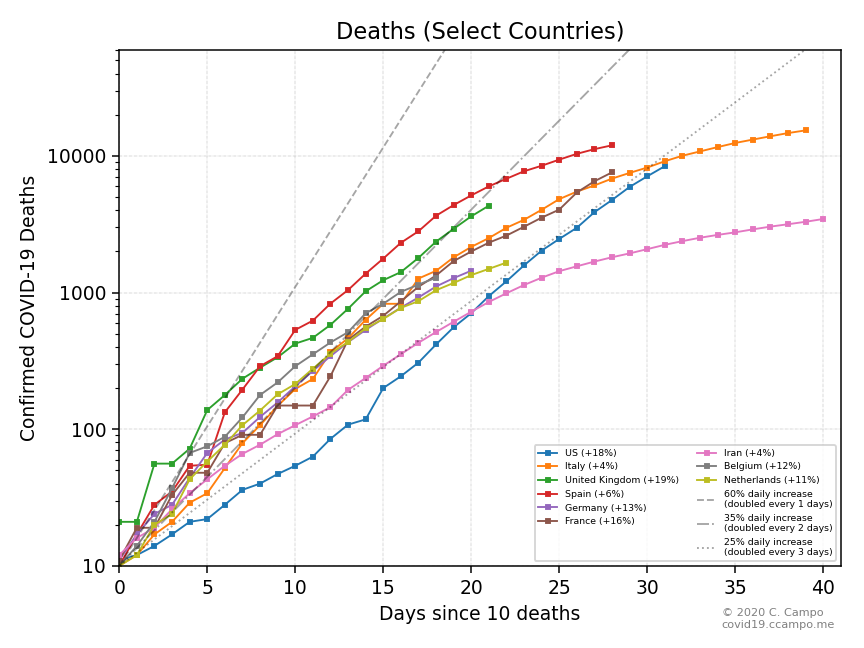 Deaths (Select Countries)
Confirmed COVID-19 Deaths
10000
1000
100
10
0 5 10 15 20 25 30 35 40
Days since 10 deaths
US (+18%)
Italy (+4%)
United Kingdom (+19%)
Spain (+6%)
Germany (+13%)
France (+16%)
Iran (+4%)
Belgium (+12%)
Netherlands (+11%)
60% daily increase
(doubled every 1 days)
35% daily increase
(doubled every 2 days)
25% daily increase
(doubled every 3 days)
© 2020 C. Campo
covid19.ccampo.me